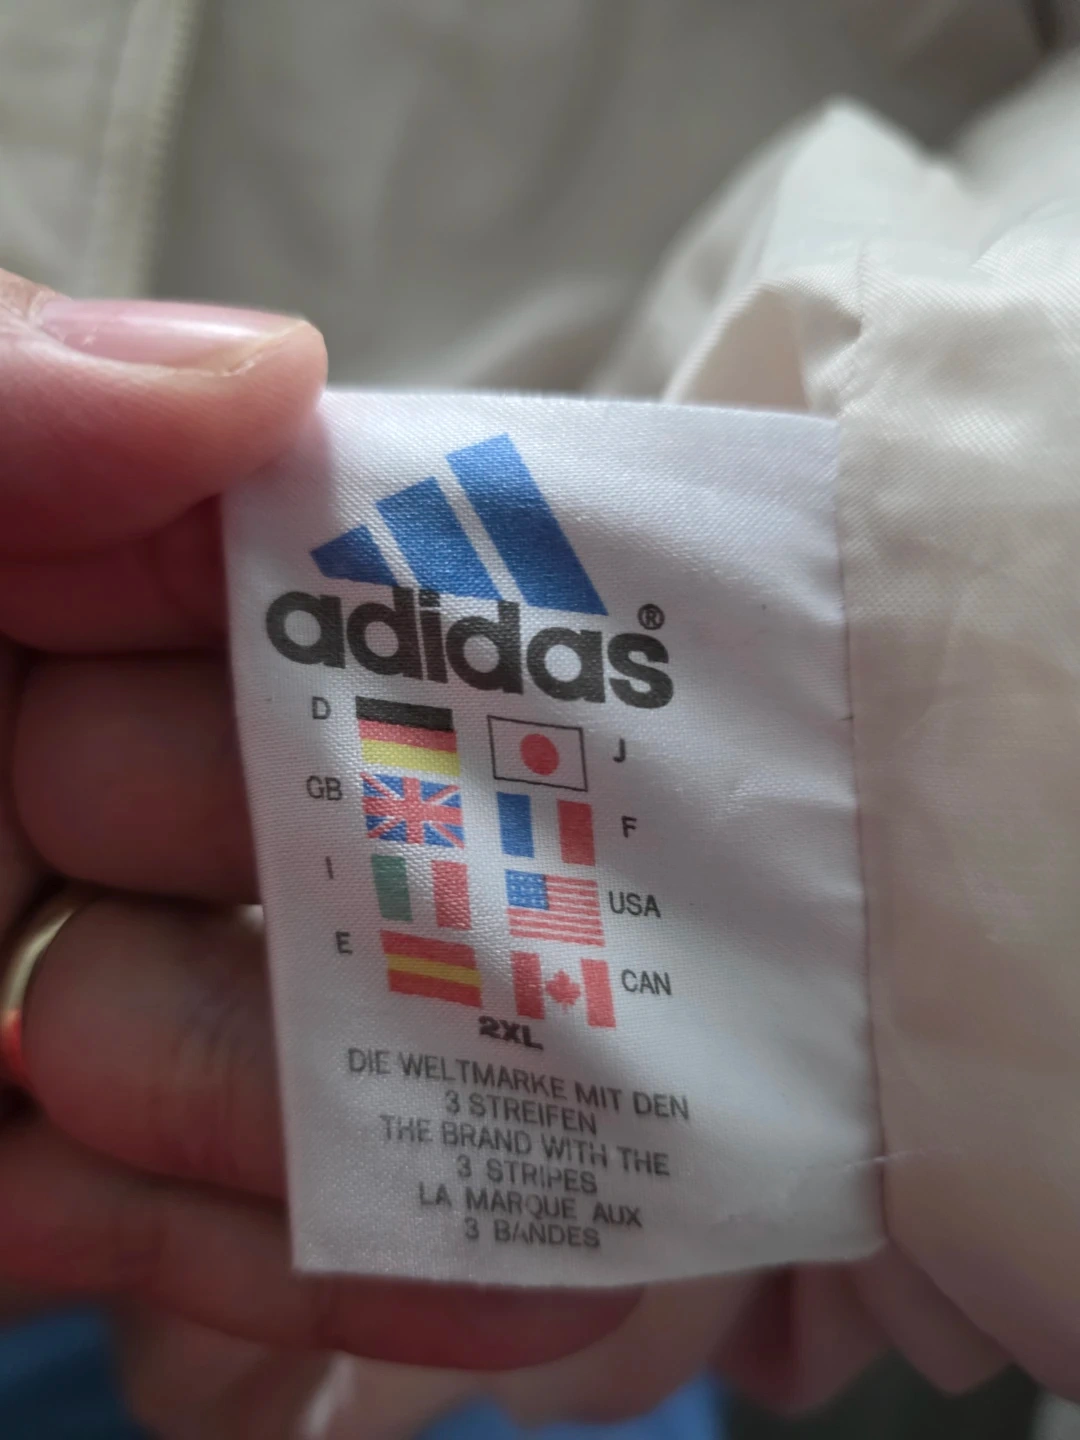 adidas®
D J
GB F
I USA
E CAN
2XL
DIE WELTMARKE MIT DEN
3 STREIFEN
THE BRAND WITH THE
3 STRIPES
LA MARQUE AUX
3 BANDES